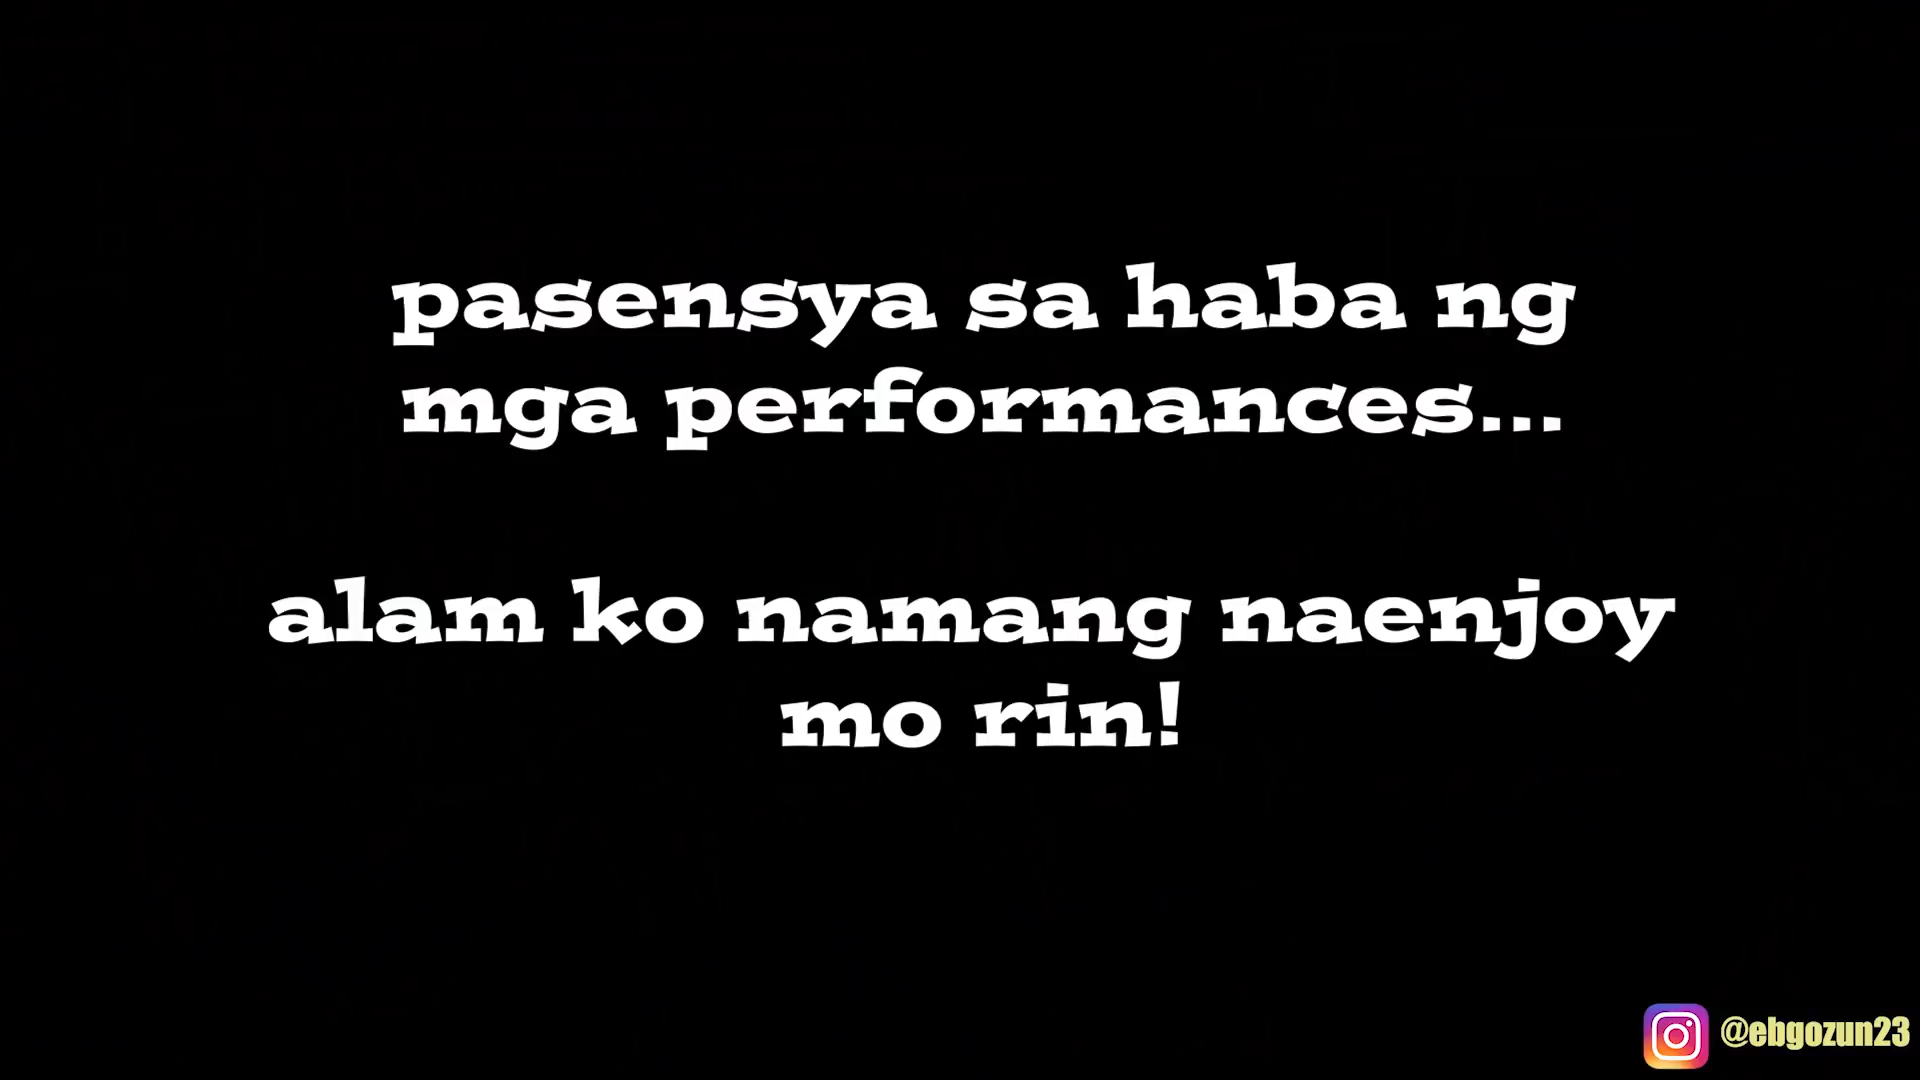 pasensya sa haba ng
mga performances...
alam ko namang naenjoy
mo rin!
@ebgozun23